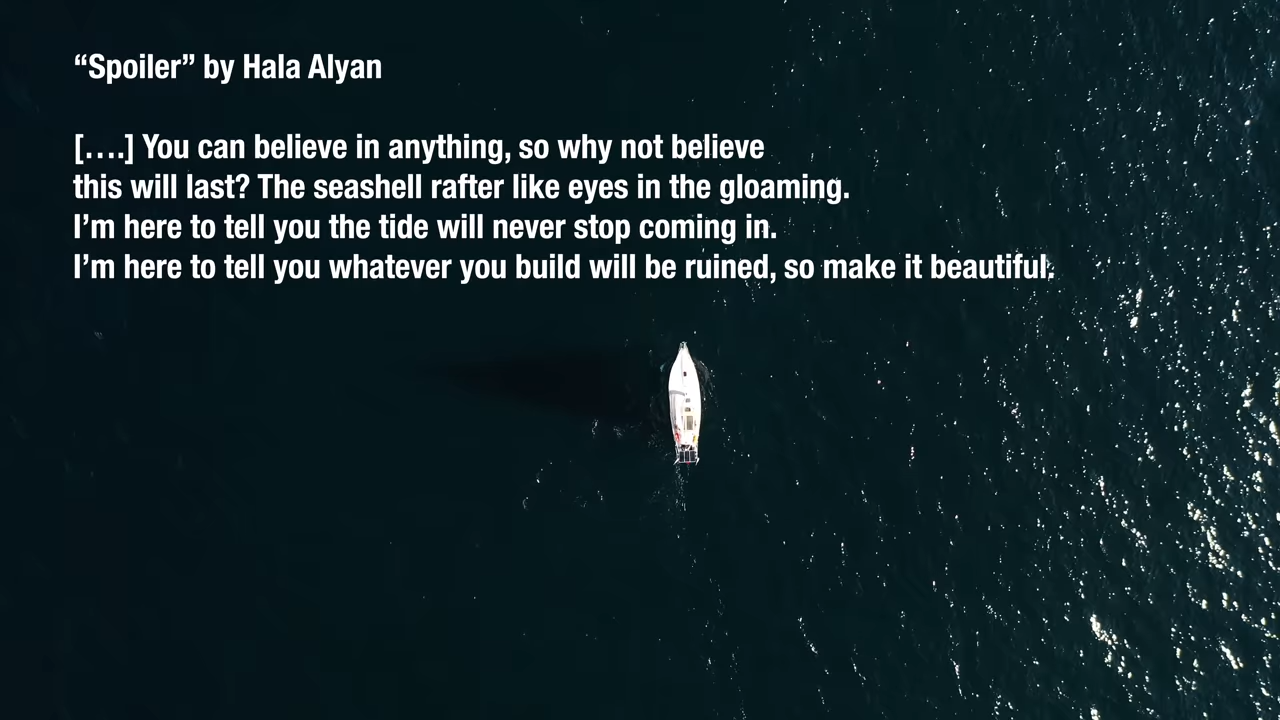 “Spoiler” by Hala Alyan
[….] You can believe in anything, so why not believe
this will last? The seashell rafter like eyes in the gloaming.
I’m here to tell you the tide will never stop coming in.
I’m here to tell you whatever you build will be ruined, so make it beautiful.